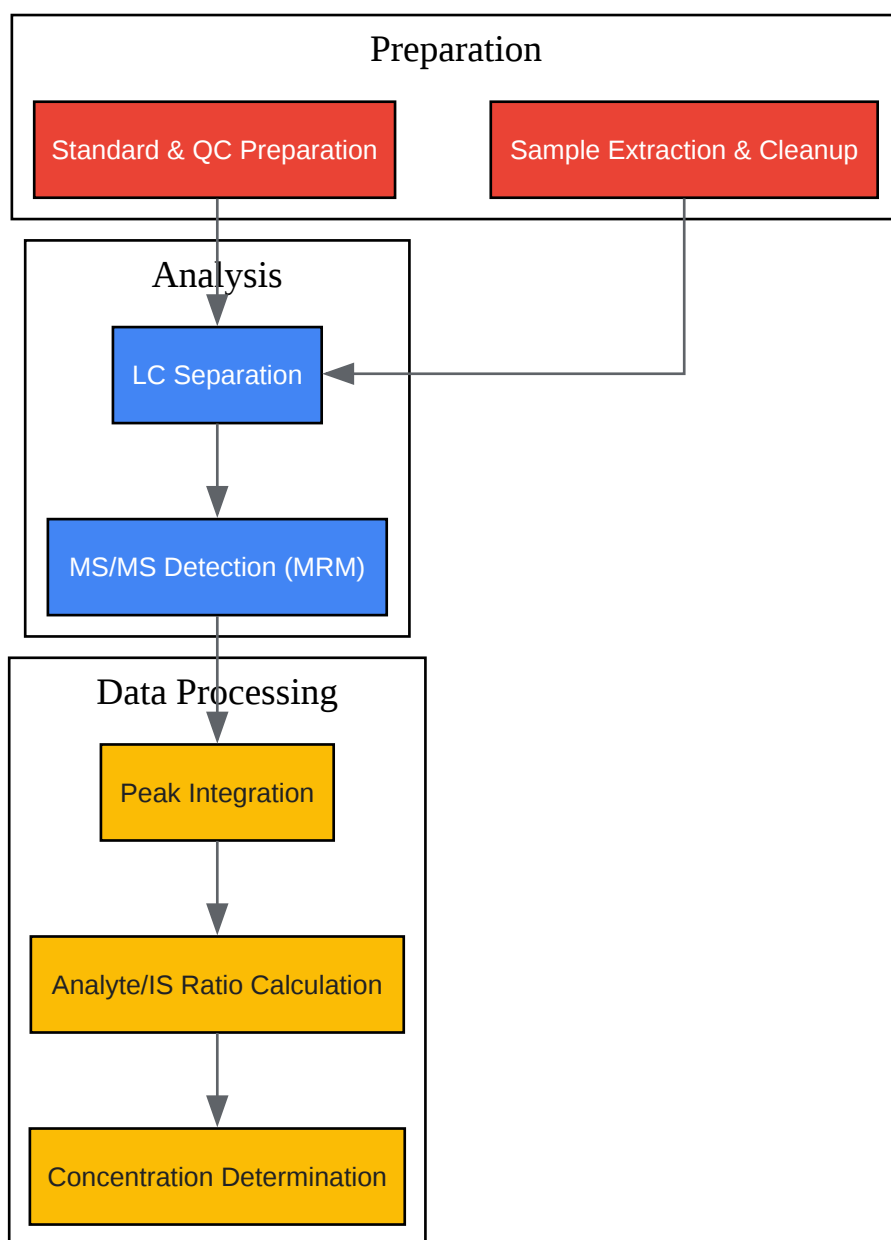 Preparation
Standard & QC Preparation
Sample Extraction & Cleanup
Analysis
LC Separation
MS/MS Detection (MRM)
Data Processing
Peak Integration
Analyte/IS Ratio Calculation
Concentration Determination